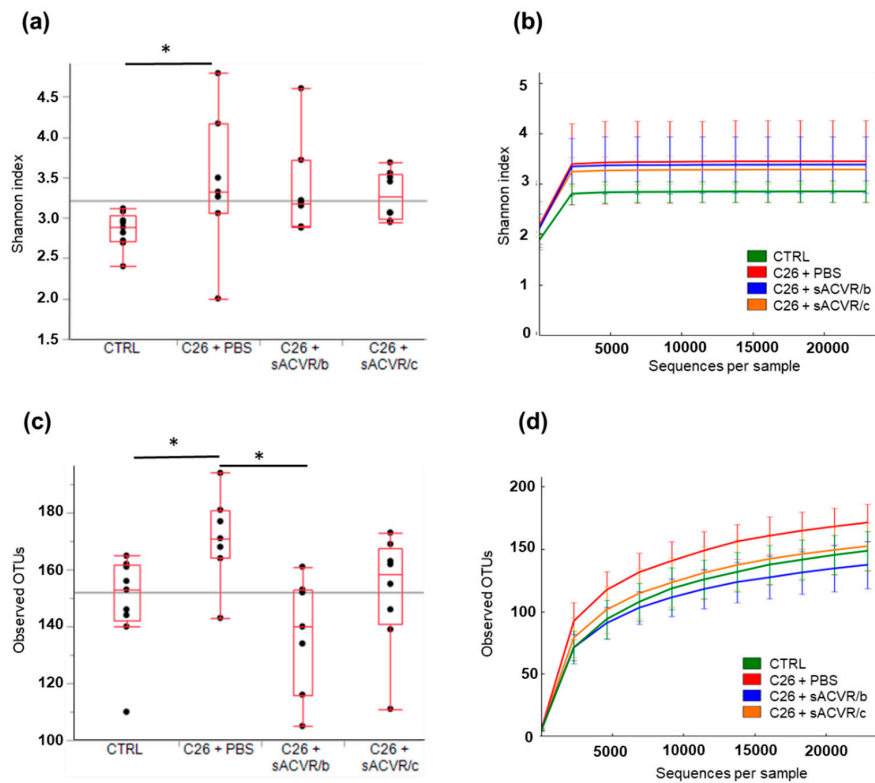 (a)
*
Shannon index
4.5
4.0
3.5
3.0
2.5
2.0
1.5
CTRL
C26 + PBS
C26 +
sACVR/b
C26 +
sACVR/c
(b)
Shannon index
5
4
3
2
1
0
5000
10000
15000
20000
Sequences per sample
CTRL
C26 + PBS
C26 + sACVR/b
C26 + sACVR/c
(c)
*
*
Observed OTUs
180
160
140
120
100
CTRL
C26 + PBS
C26 +
sACVR/b
C26 +
sACVR/c
(d)
Observed OTUs
200
150
100
50
0
5000
10000
15000
20000
Sequences per sample
CTRL
C26 + PBS
C26 + sACVR/b
C26 + sACVR/c